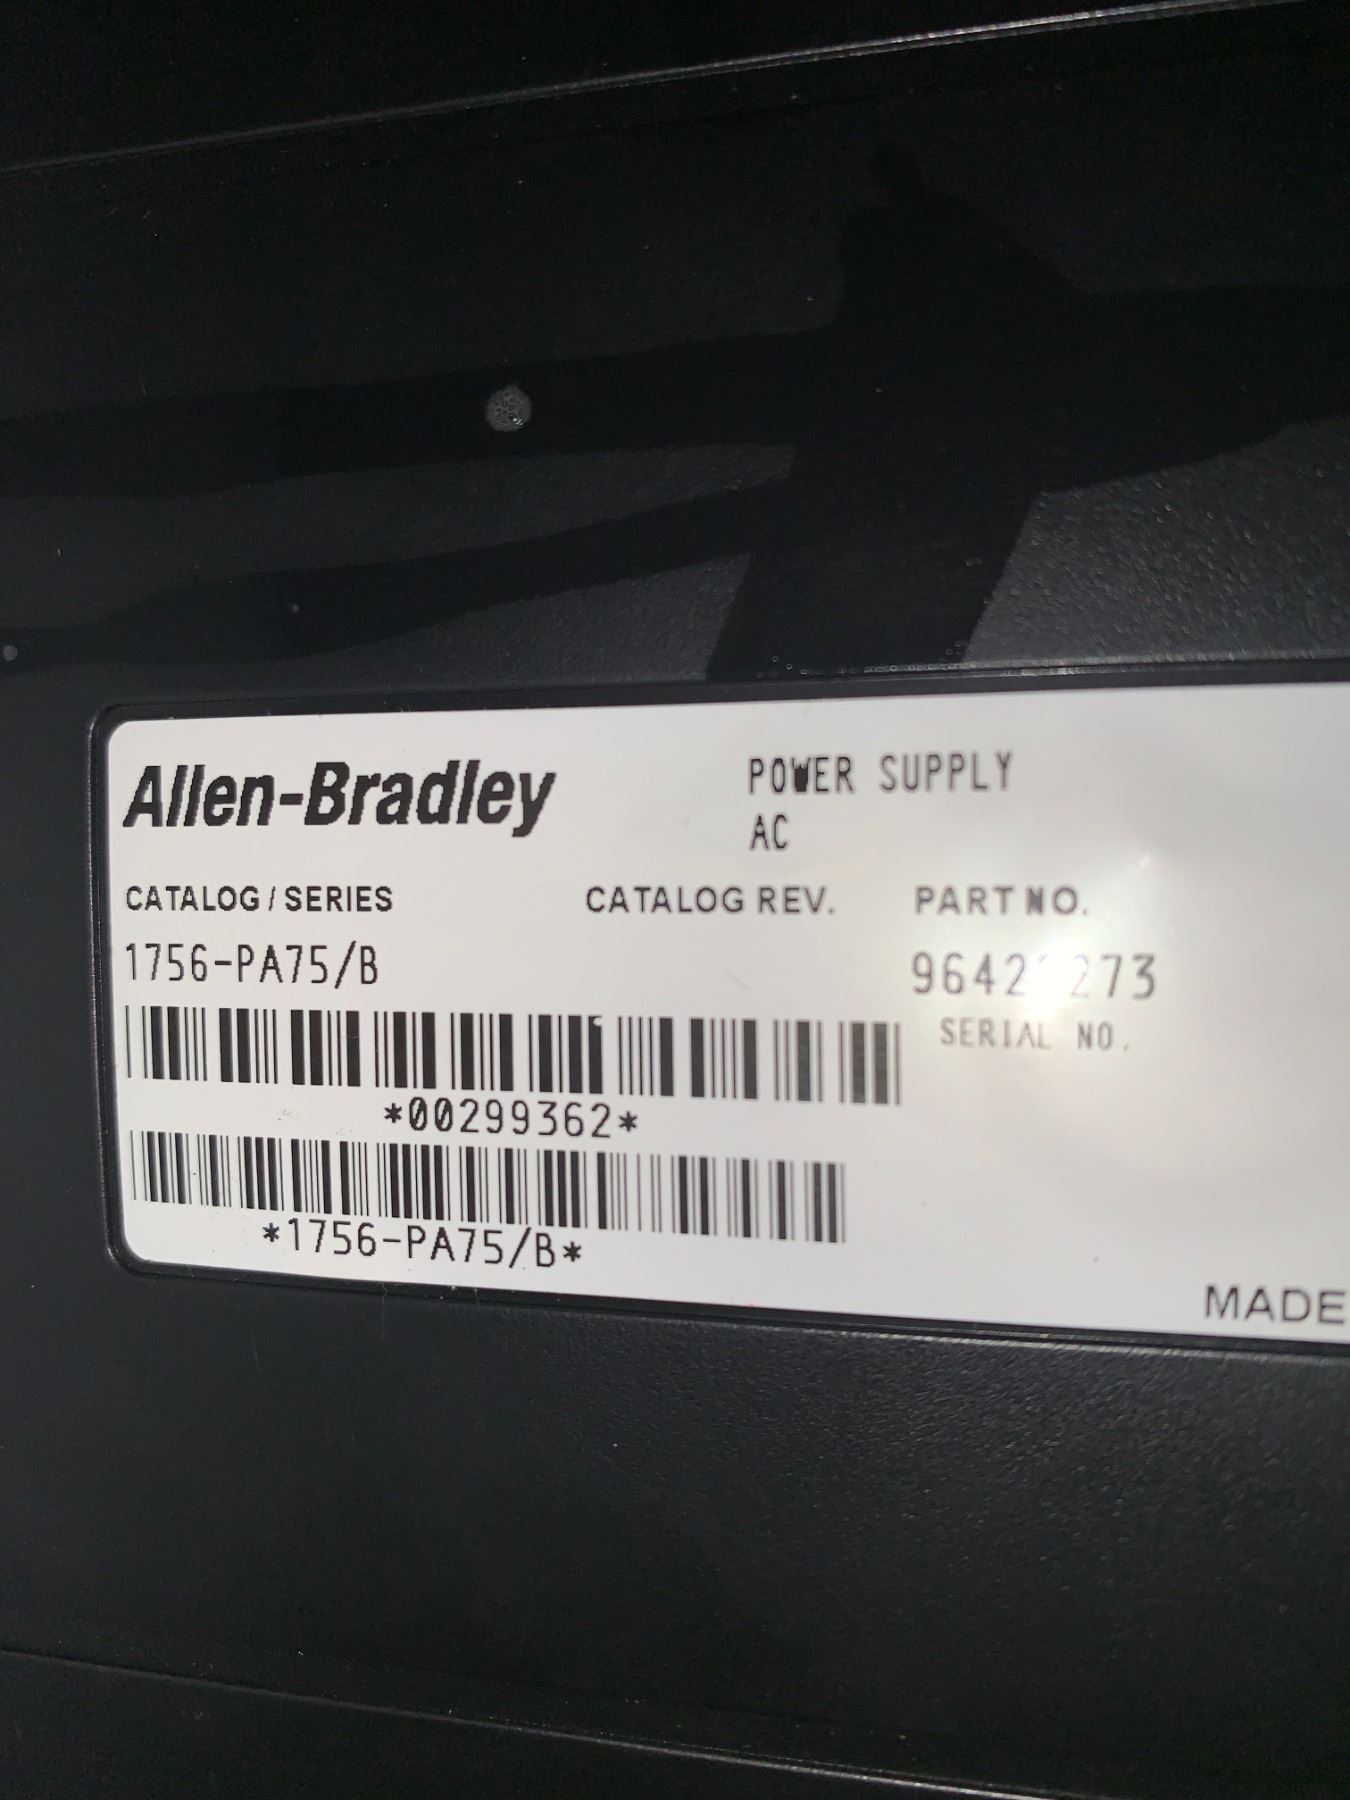 Allen-Bradley
POWER SUPPLY
AC
CATALOG / SERIES CATALOG REV. PART NO.
1756-PA75/B
SERIAL NO.
*00299362*
*1756-PA75/B*
MADE